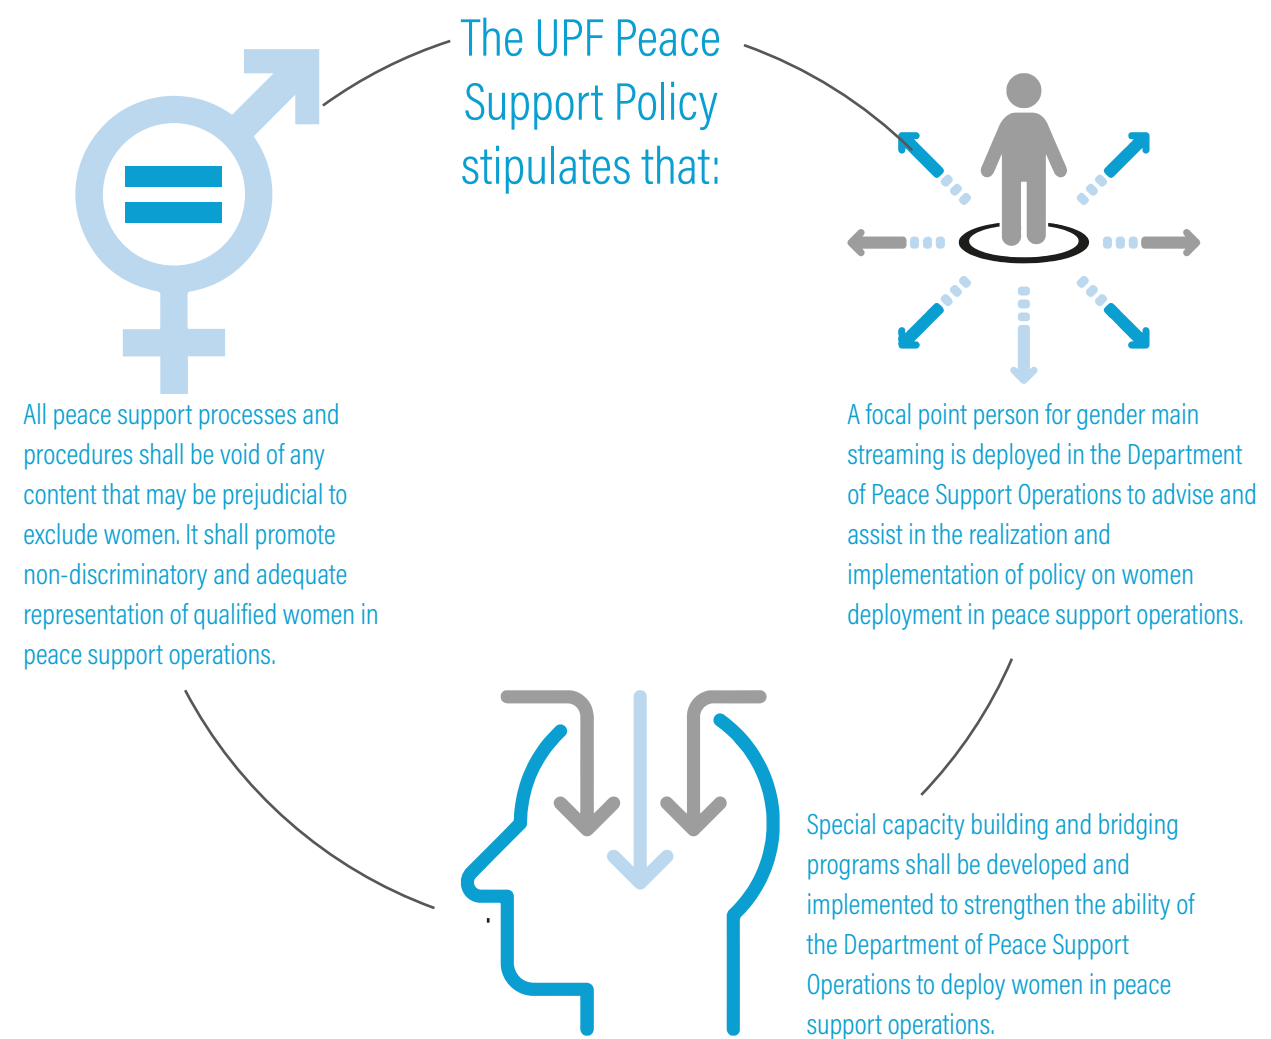 The UPF Peace
Support Policy
stipulates that:
All peace support processes and
procedures shall be void of any
content that may be prejudicial to
exclude women. It shall promote
non-discriminatory and adequate
representation of qualified women in
peace support operations.
A focal point person for gender main
streaming is deployed in the Department
of Peace Support Operations to advise and
assist in the realization and
implementation of policy on women
deployment in peace support operations.
Special capacity building and bridging
programs shall be developed and
implemented to strengthen the ability of
the Department of Peace Support
Operations to deploy women in peace
support operations.